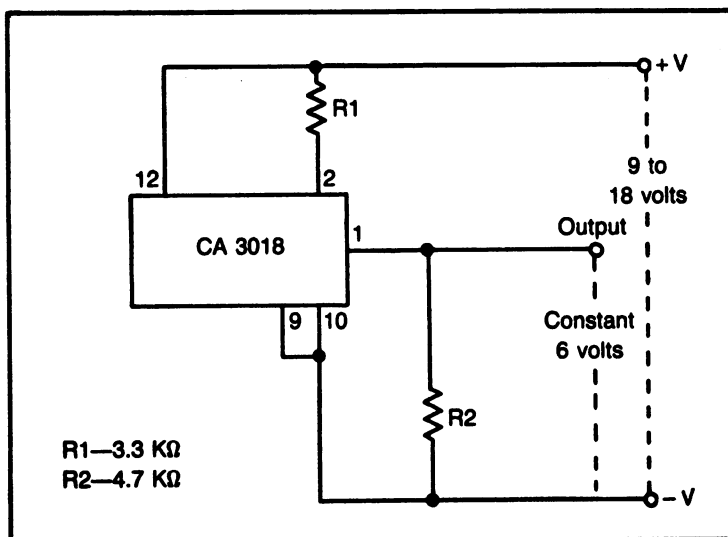 + V
R1
12
2
9 to
18 volts
CA 3018
1
Output
9
10
Constant
6 volts
R2
R1—3.3 KΩ
R2—4.7 KΩ
– V